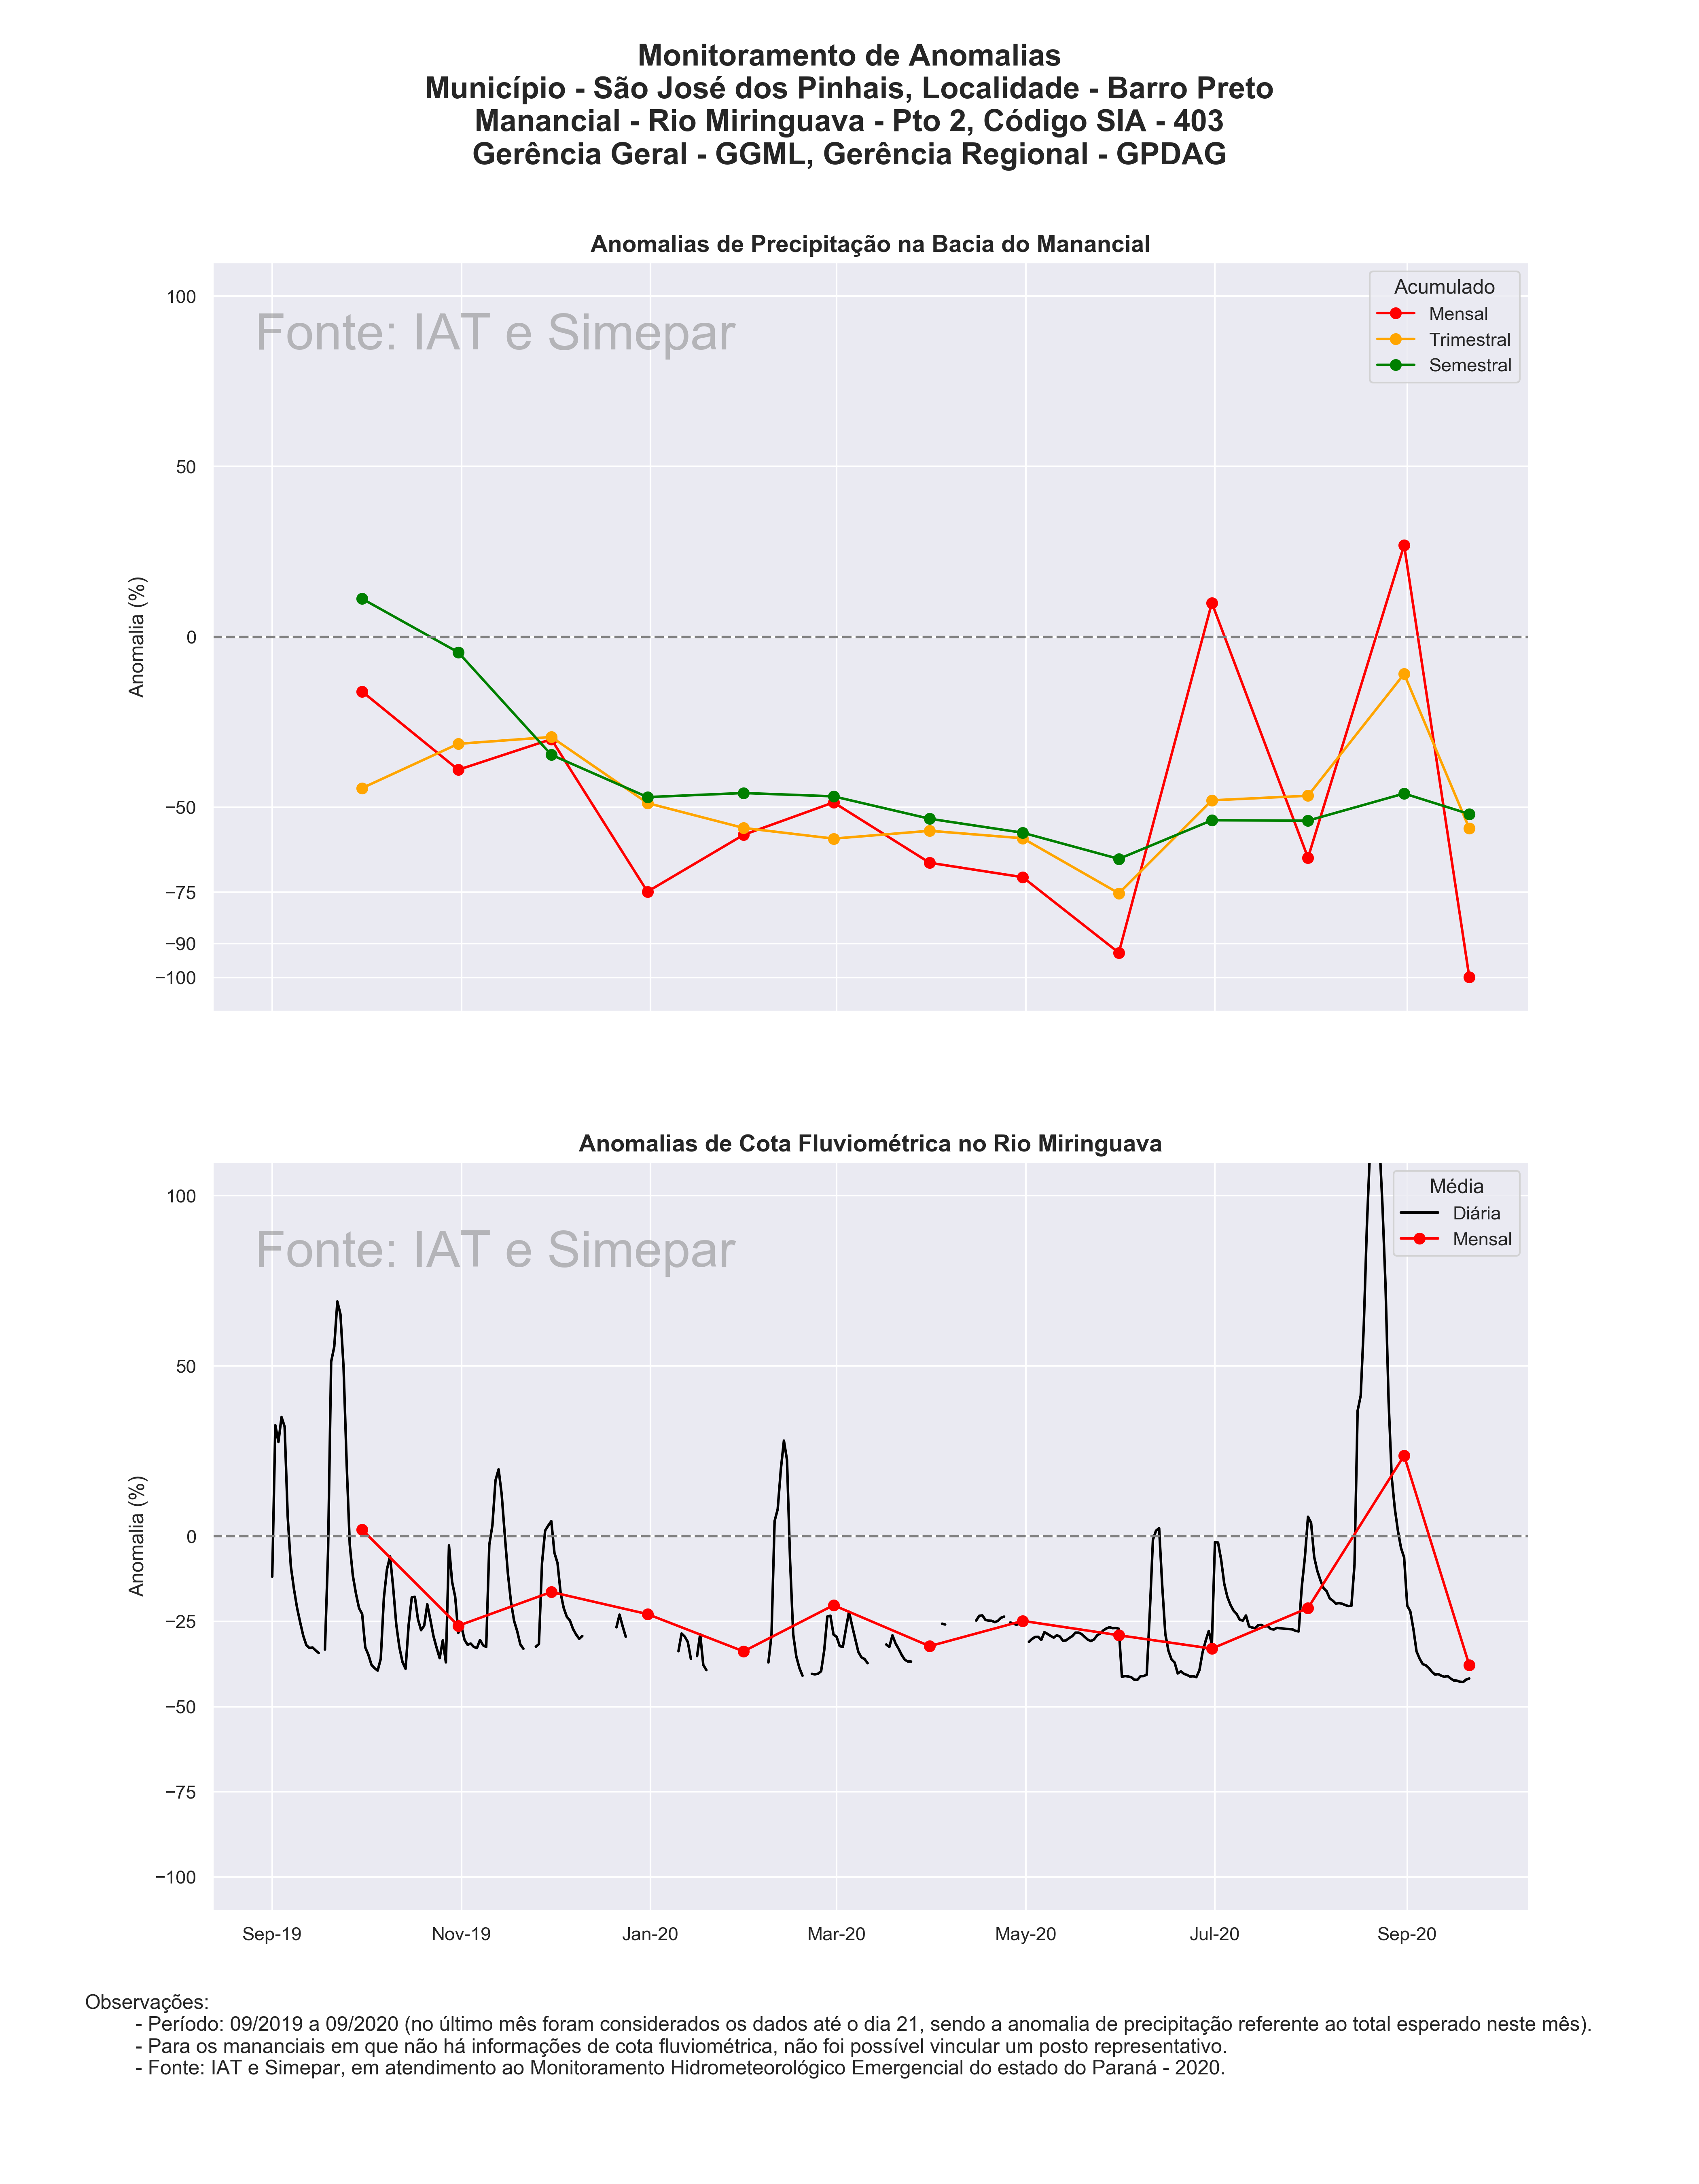 Monitoramento de Anomalias
Município - São José dos Pinhais, Localidade - Barro Preto
Manancial - Rio Miringuava - Pto 2, Código SIA - 403
Gerência Geral - GGML, Gerência Regional - GPDAG
Anomalias de Precipitação na Bacia do Manancial
Fonte: IAT e Simepar
Acumulado
Mensal
Trimestral
Semestral
Anomalia (%)
100
50
0
−50
−75
−90
−100
Anomalias de Cota Fluviométrica no Rio Miringuava
Fonte: IAT e Simepar
Média
Diária
Mensal
Anomalia (%)
100
50
0
−25
−50
−75
−100
Sep-19 Nov-19 Jan-20 Mar-20 May-20 Jul-20 Sep-20
Observações:
- Período: 09/2019 a 09/2020 (no último mês foram considerados os dados até o dia 21, sendo a anomalia de precipitação referente ao total esperado neste mês).
- Para os mananciais em que não há informações de cota fluviométrica, não foi possível vincular um posto representativo.
- Fonte: IAT e Simepar, em atendimento ao Monitoramento Hidrometeorológico Emergencial do estado do Paraná - 2020.